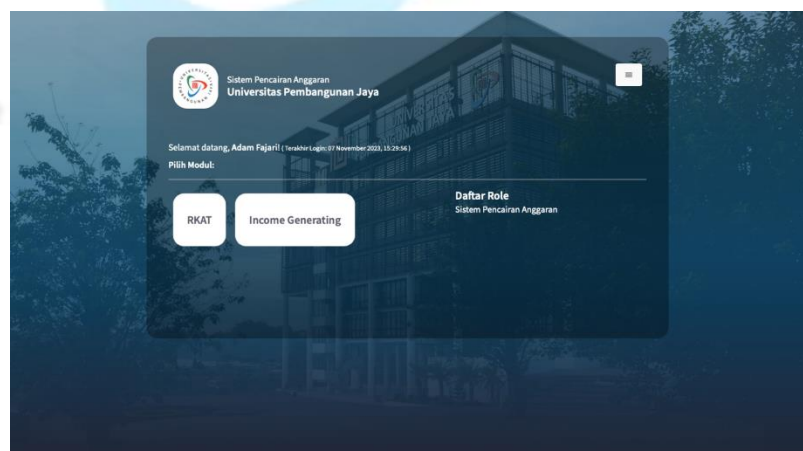 Sistem Pencairan Anggaran
Universitas Pembangunan Jaya
Selamat datang, Adam Fajari! ( Terakhir Login: 07 November 2023, 15:29:56 )
Pilih Modul:
RKAT
Income Generating
Daftar Role
Sistem Pencairan Anggaran